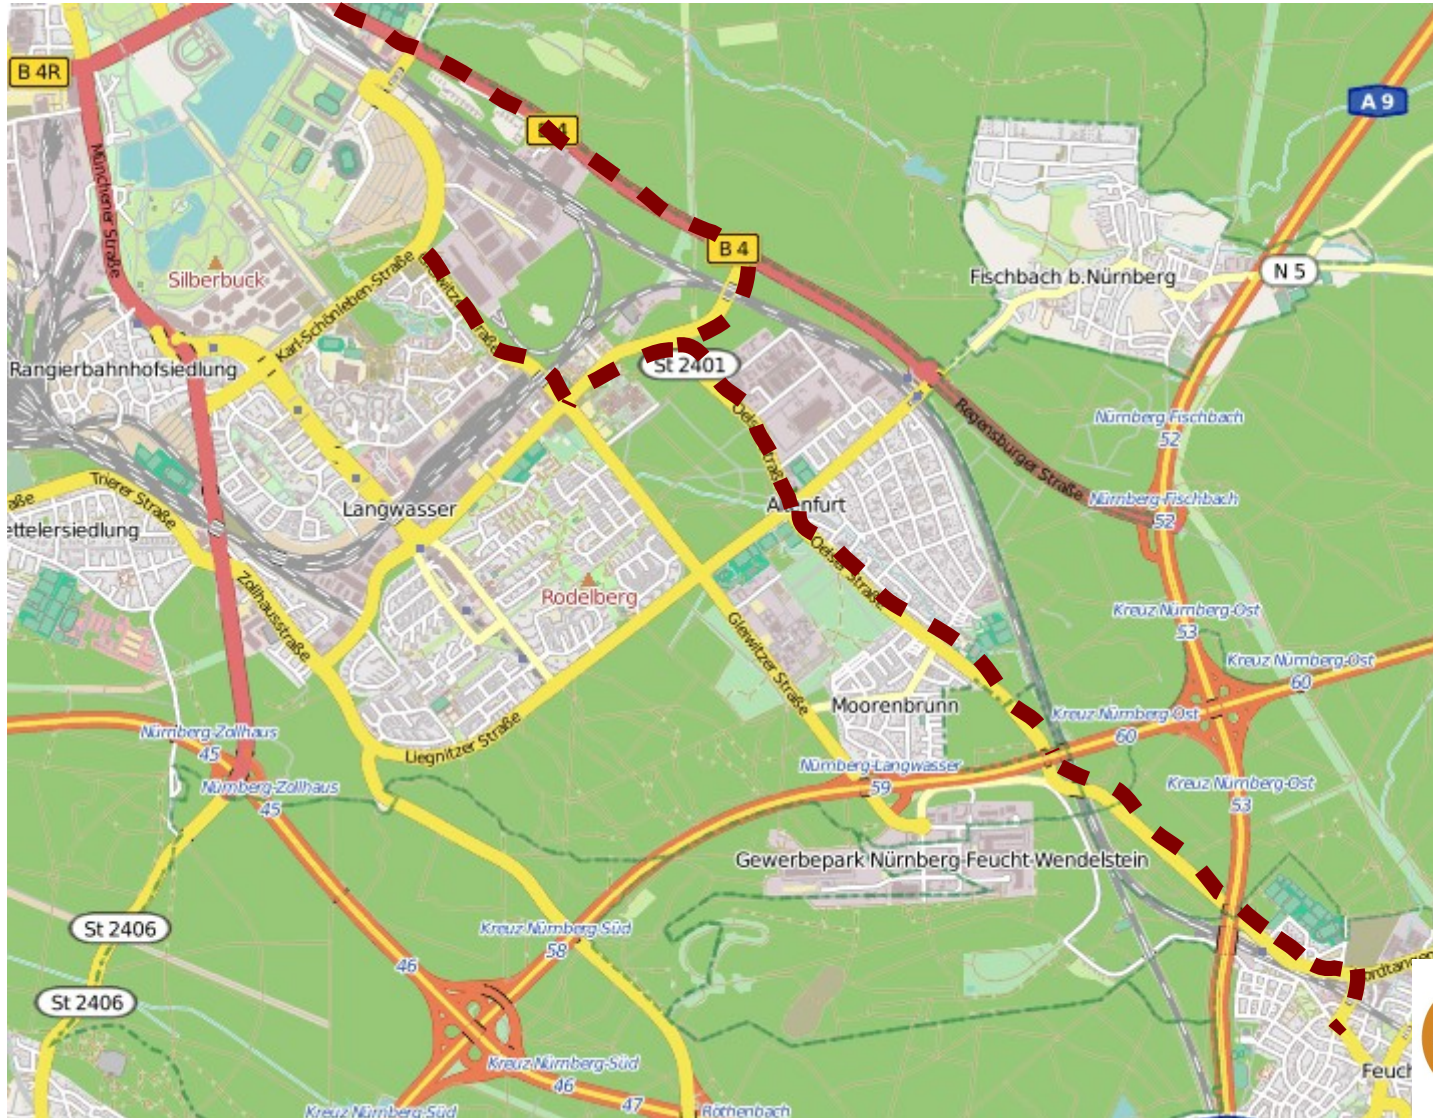 B 4R
A 9
Münchener Straße
B 4
Silberbuck
Karl-Schönleben-Straße
Fischbach b.Nürnberg
N 5
Rangierbahnhofsiedlung
St 2401
Regensburger Straße
Nürnberg Fischbach
52
Trierer Straße
aße
Langwasser
Nürnberg-Fischbach
52
ettelersiedlung
Oelser Straße
Zollhausstraße
Rodelberg
Gleiwitzer Straße
Kreuz Nürnberg-Ost
53
Kreuz Nürnberg-Ost
60
Moorenbrunn
Kreuz Nürnberg Ost
60
Nürnberg-Zollhaus
45
Liegnitzer Straße
Nürnberg-Langwasser
59
Nürnberg-Zollhaus
45
Kreuz Nürnberg-Ost
53
Gewerbepark Nürnberg-Feucht-Wendelstein
St 2406
Kreuz Nürnberg-Süd
58
46
St 2406
Kreuz Nürnberg-Süd
46
47
Feuch
Kreuz Nürnberg-Süd
Röthenbach